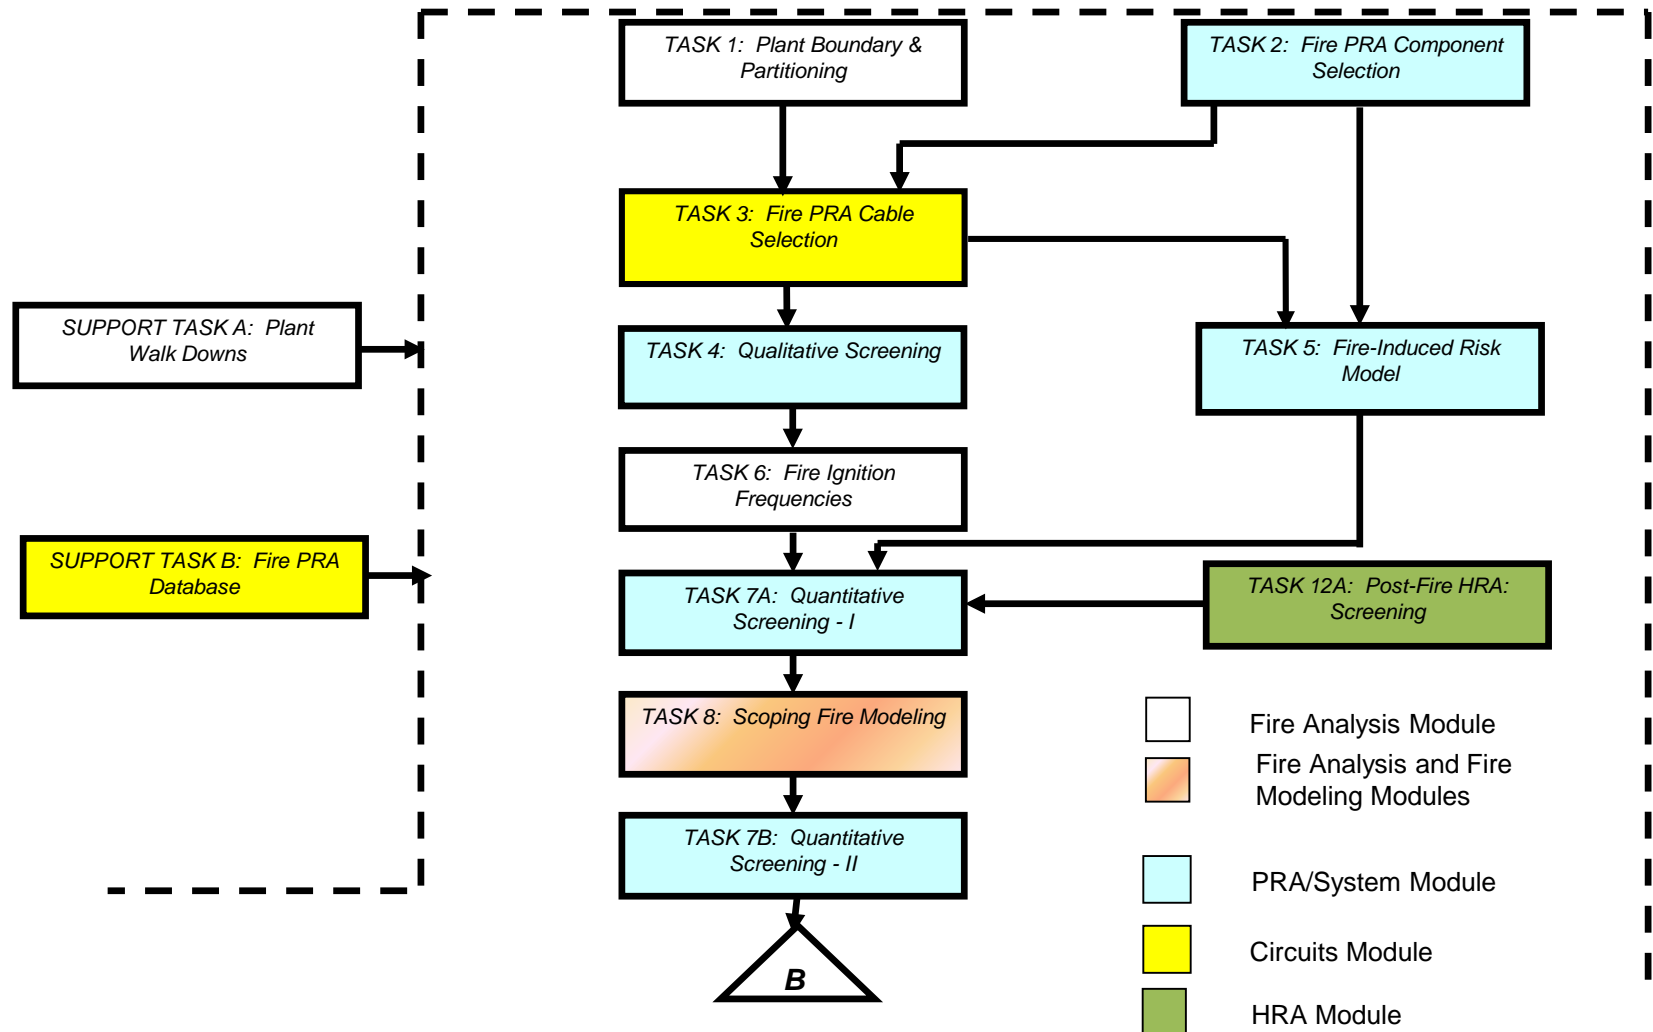 TASK 1: Plant Boundary &
Partitioning
TASK 2: Fire PRA Component
Selection
TASK 3: Fire PRA Cable
Selection
SUPPORT TASK A: Plant
Walk Downs
TASK 4: Qualitative Screening
TASK 5: Fire-Induced Risk
Model
TASK 6: Fire Ignition
Frequencies
SUPPORT TASK B: Fire PRA
Database
TASK 7A: Quantitative
Screening - I
TASK 12A: Post-Fire HRA:
Screening
TASK 8: Scoping Fire Modeling
TASK 7B: Quantitative
Screening - II
B
Fire Analysis Module
Fire Analysis and Fire
Modeling Modules
PRA/System Module
Circuits Module
HRA Module